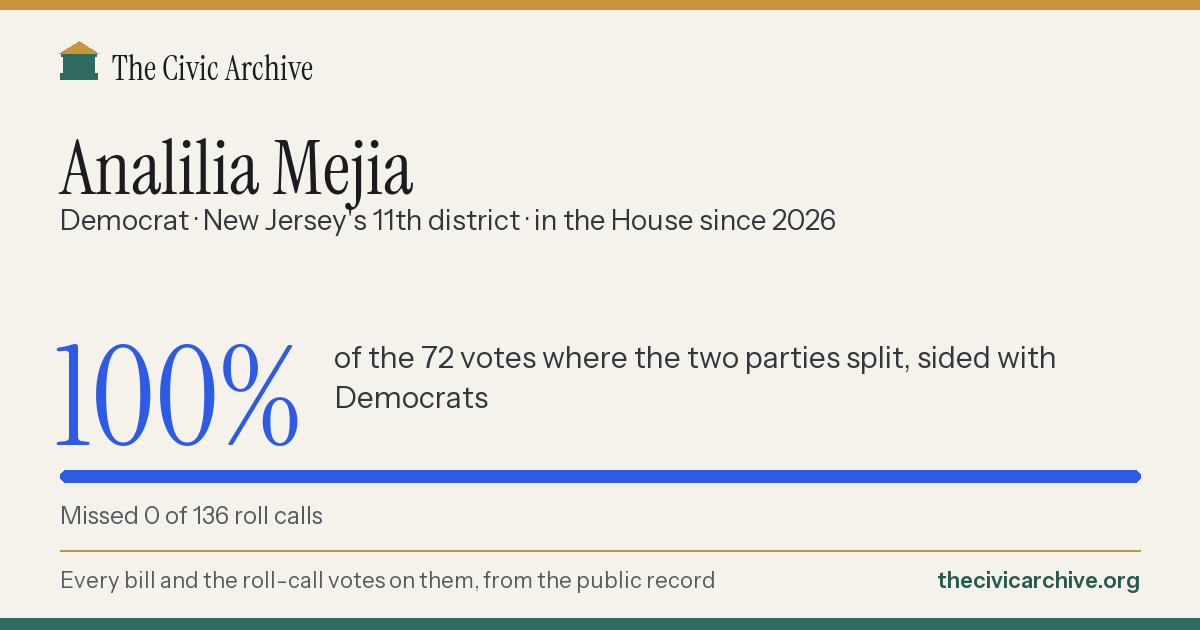 The Civic Archive
Analilia Mejia
Democrat · New Jersey's 11th district · in the House since 2026
100%
of the 72 votes where the two parties split, sided with
Democrats
Missed 0 of 136 roll calls
Every bill and the roll-call votes on them, from the public record
thecivicarchive.org